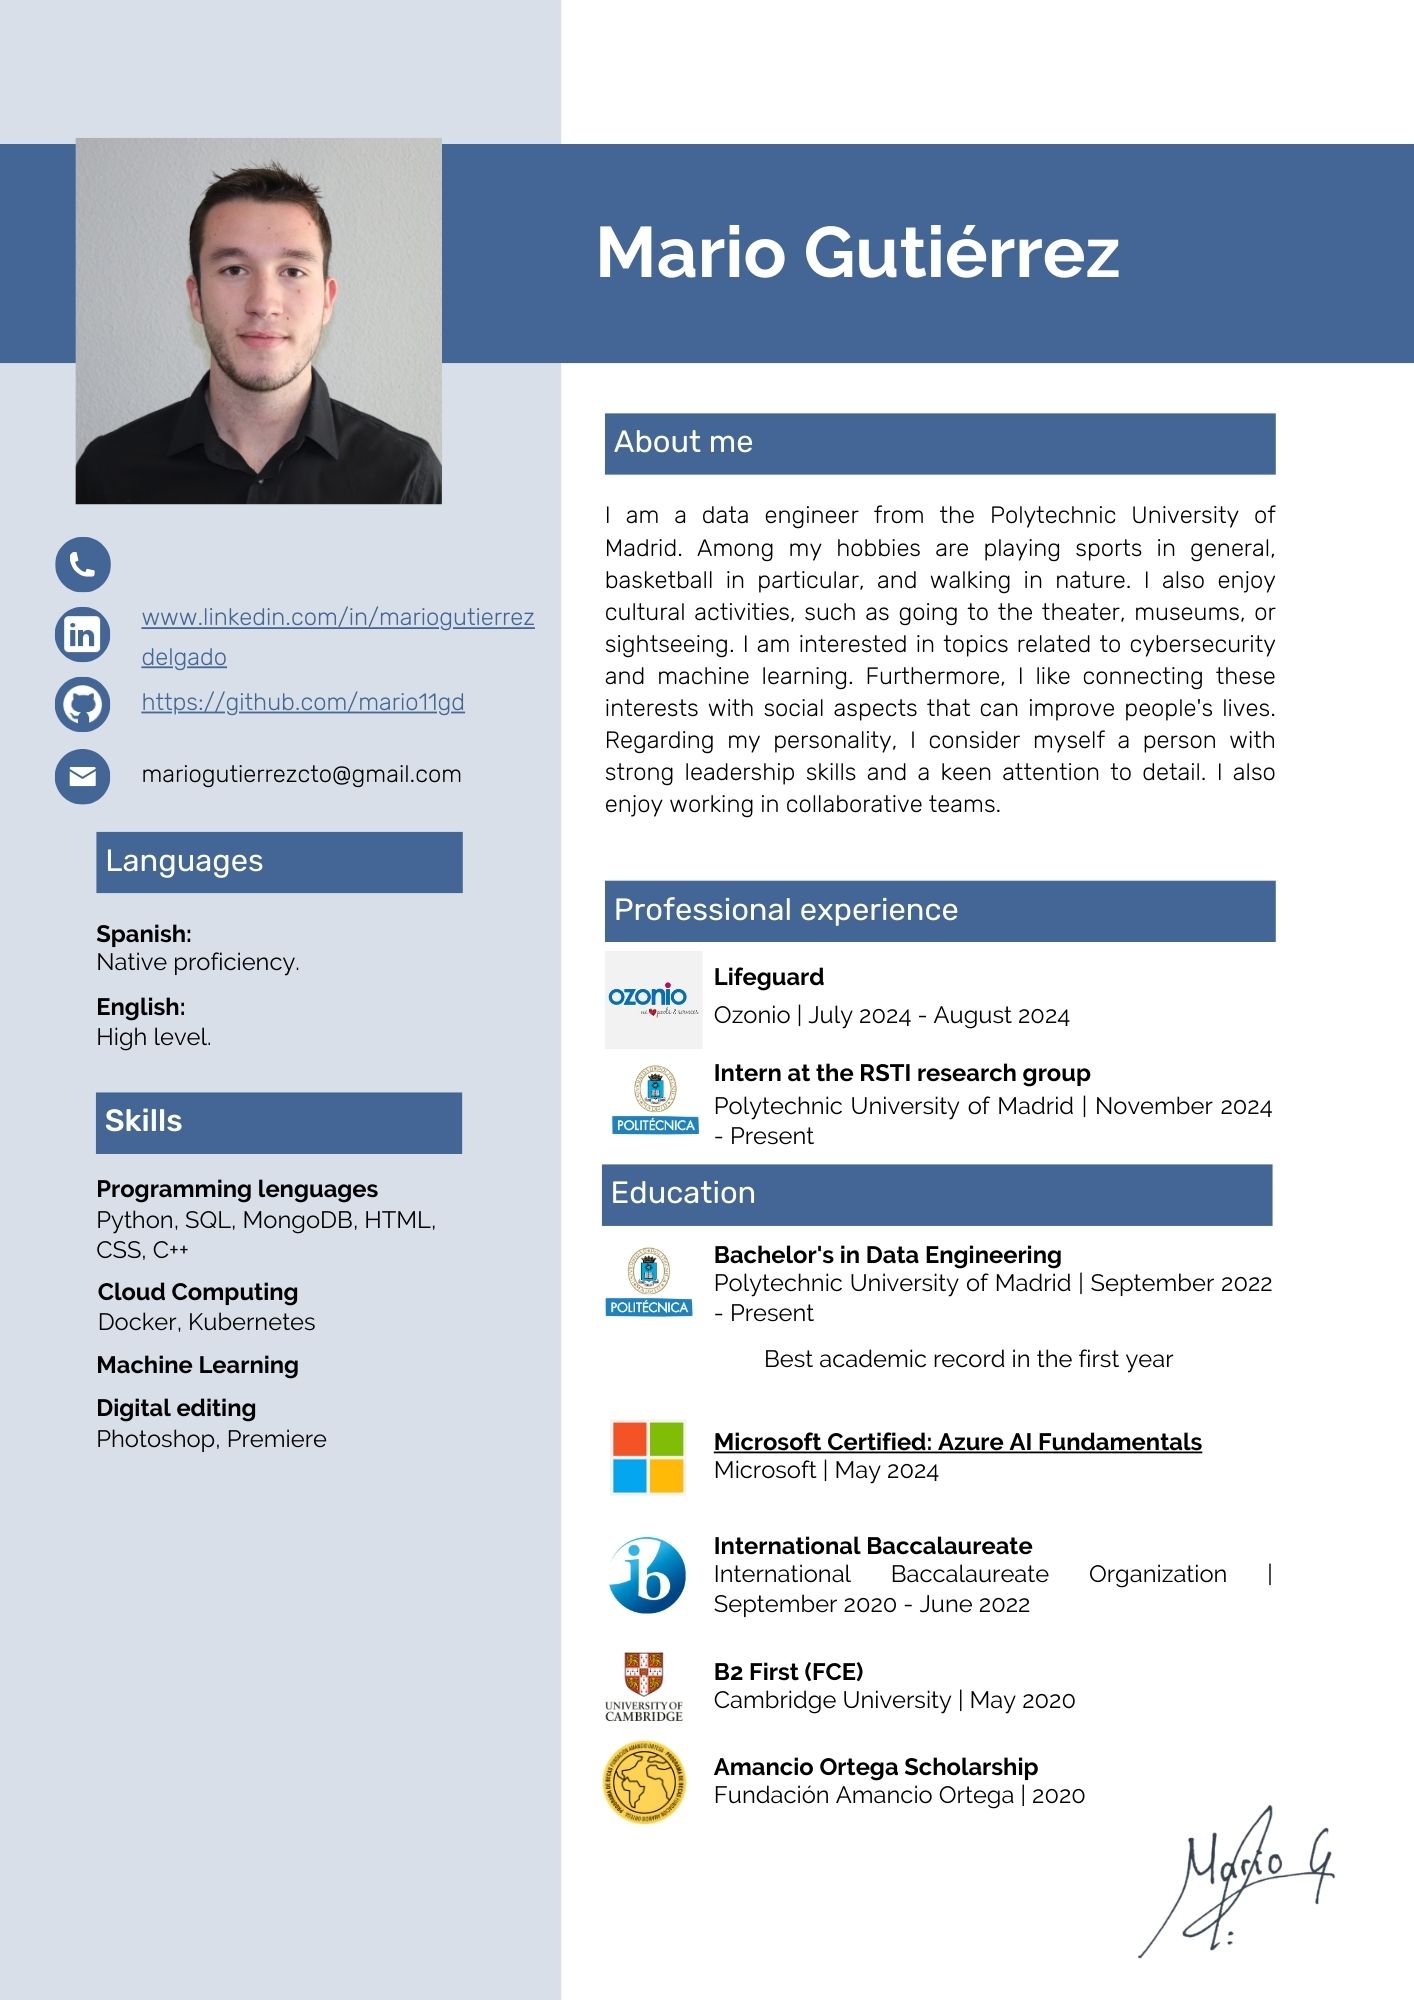 Mario Gutiérrez
www.linkedin.com/in/mariogutierrez
delgado
https://github.com/mario11gd
mariogutierrezcto@gmail.com
Languages
Spanish:
Native proficiency.
English:
High level.
Skills
Programming lenguages
Python, SQL, MongoDB, HTML,
CSS, C++
Cloud Computing
Docker, Kubernetes
Machine Learning
Digital editing
Photoshop, Premiere
About me
I am a data engineer from the Polytechnic University of
Madrid. Among my hobbies are playing sports in general,
basketball in particular, and walking in nature. I also enjoy
cultural activities, such as going to the theater, museums, or
sightseeing. I am interested in topics related to cybersecurity
and machine learning. Furthermore, I like connecting these
interests with social aspects that can improve people's lives.
Regarding my personality, I consider myself a person with
strong leadership skills and a keen attention to detail. I also
enjoy working in collaborative teams.
Professional experience
ozonio
Lifeguard
Ozonio | July 2024 - August 2024
POLITÉCNICA
Intern at the RSTI research group
Polytechnic University of Madrid | November 2024
- Present
Education
POLITÉCNICA
Bachelor's in Data Engineering
Polytechnic University of Madrid | September 2022
- Present
Best academic record in the first year
Microsoft Certified: Azure AI Fundamentals
Microsoft | May 2024
ib
International Baccalaureate
International Baccalaureate Organization |
September 2020 - June 2022
UNIVERSITY OF
CAMBRIDGE
B2 First (FCE)
Cambridge University | May 2020
Amancio Ortega Scholarship
Fundación Amancio Ortega | 2020
Mario G